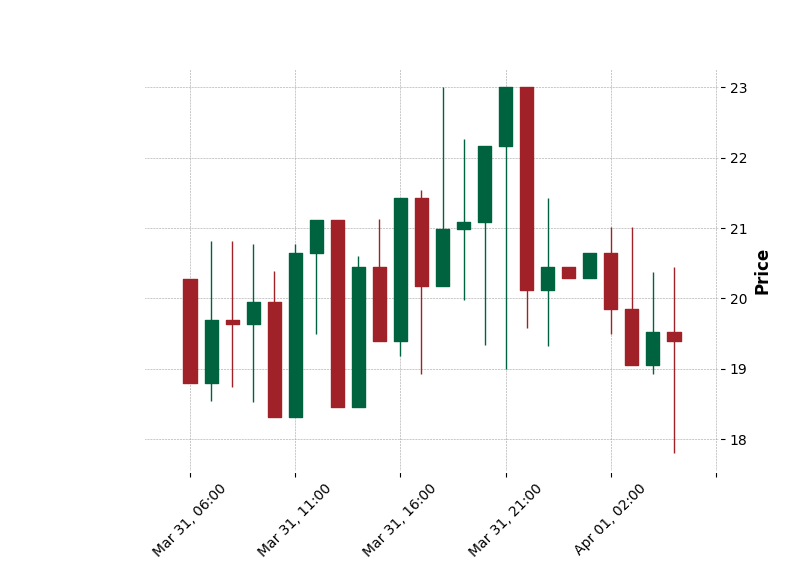 23
22
21
20
19
18
Price
Mar 31, 06:00
Mar 31, 11:00
Mar 31, 16:00
Mar 31, 21:00
Apr 01, 02:00